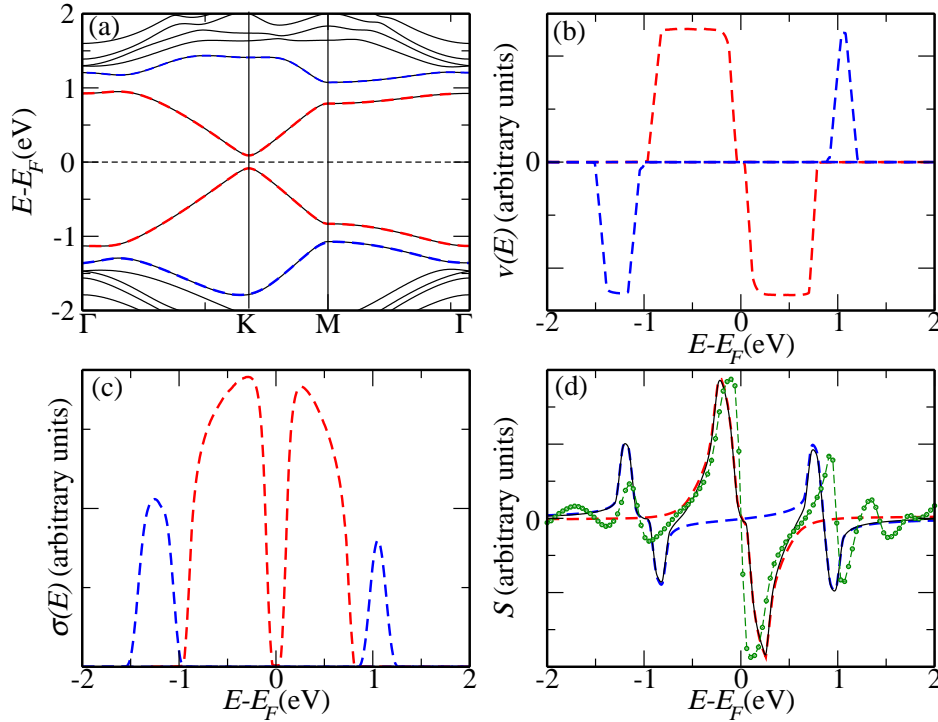 (a)
E-E_F(eV)
2
1
0
-1
-2
Γ K M Γ
(b)
v(E) (arbitrary units)
0
-2 -1 0 1 2
E-E_F(eV)
(c)
σ(E) (arbitrary units)
-2 -1 0 1 2
E-E_F(eV)
(d)
S (arbitrary units)
0
-2 -1 0 1 2
E-E_F(eV)